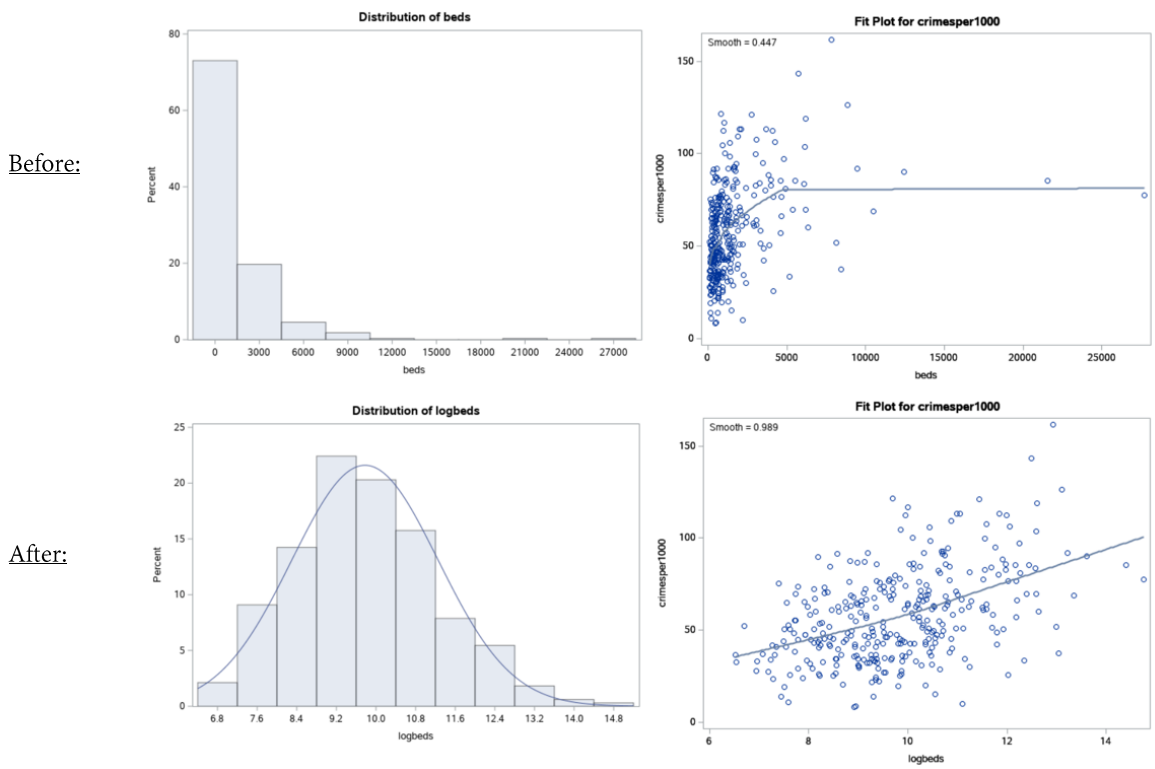 Before:
Distribution of beds
80
60
40
20
0
Percent
0 3000 6000 9000 12000 15000 18000 21000 24000 27000
beds
Fit Plot for crimesper1000
Smooth = 0.447
150
100
50
0
crimesper1000
0 5000 10000 15000 20000 25000
beds
After:
Distribution of logbeds
25
20
15
10
5
0
Percent
6.8 7.6 8.4 9.2 10.0 10.8 11.6 12.4 13.2 14.0 14.8
logbeds
Fit Plot for crimesper1000
Smooth = 0.989
150
100
50
0
crimesper1000
6 8 10 12 14
logbeds